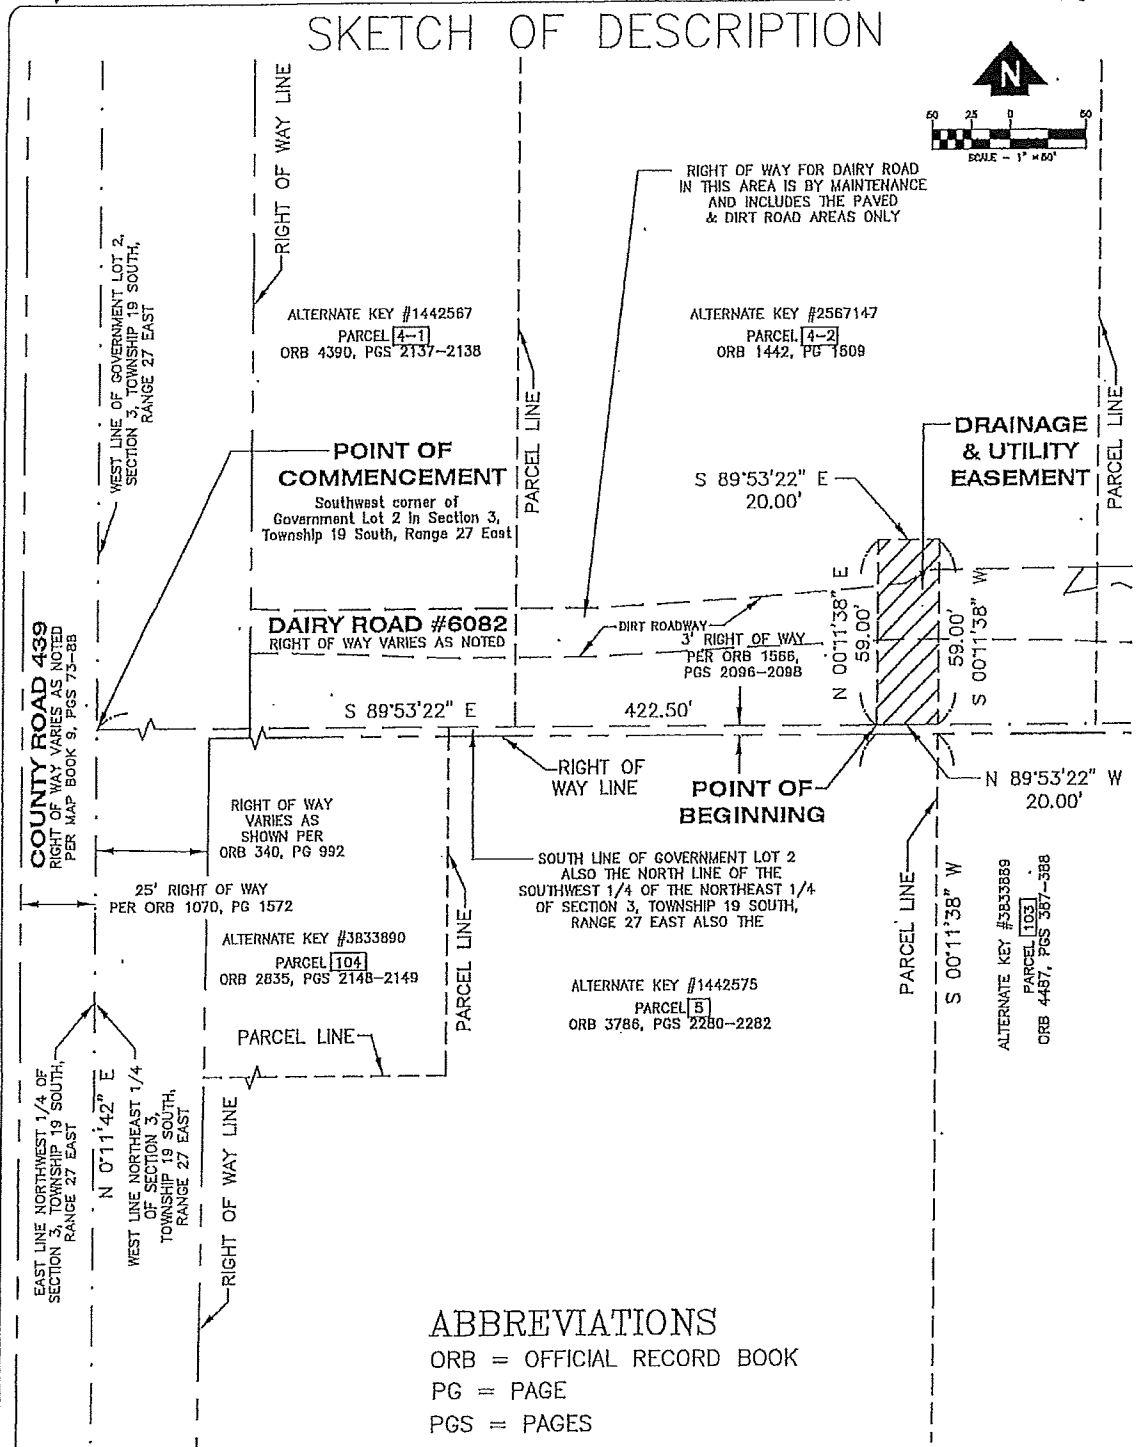 SKETCH OF DESCRIPTION
N
50 25 0 50
SCALE - 1" = 50'
RIGHT OF WAY LINE
RIGHT OF WAY FOR DAIRY ROAD
IN THIS AREA IS BY MAINTENANCE
AND INCLUDES THE PAVED
& DIRT ROAD AREAS ONLY
WEST LINE OF GOVERNMENT LOT 2,
SECTION 3, TOWNSHIP 19 SOUTH,
RANGE 27 EAST
ALTERNATE KEY #1442567
PARCEL 4-1
ORB 4390, PGS 2137-2138
ALTERNATE KEY #2567147
PARCEL 4-2
ORB 1442, PG 1509
PARCEL LINE
PARCEL LINE
POINT OF
COMMENCEMENT
Southwest corner of
Government Lot 2 in Section 3,
Township 19 South, Range 27 East
DRAINAGE
& UTILITY
EASEMENT
S 89°53'22" E
20.00'
N 00°11'38" E
59.00'
59.00'
S 00°11'38" W
DAIRY ROAD #6082
RIGHT OF WAY VARIES AS NOTED
DIRT ROADWAY
3' RIGHT OF WAY
PER ORB 1566,
PGS 2096-2098
COUNTY ROAD 439
RIGHT OF WAY VARIES AS NOTED
PER MAP BOOK 9, PGS 73-88
S 89°53'22" E
422.50'
RIGHT OF
WAY LINE
POINT OF
BEGINNING
N 89°53'22" W
20.00'
RIGHT OF WAY
VARIES AS
SHOWN PER
ORB 340, PG 992
25' RIGHT OF WAY
PER ORB 1070, PG 1572
SOUTH LINE OF GOVERNMENT LOT 2
ALSO THE NORTH LINE OF THE
SOUTHWEST 1/4 OF THE NORTHEAST 1/4
OF SECTION 3, TOWNSHIP 19 SOUTH,
RANGE 27 EAST ALSO THE
ALTERNATE KEY #3833890
PARCEL 104
ORB 2835, PGS 2148-2149
PARCEL LINE
ALTERNATE KEY #1442575
PARCEL 5
ORB 3786, PGS 2280-2282
PARCEL LINE
S 00°11'38" W
ALTERNATE KEY #3833889
PARCEL 103
ORB 4487, PGS 387-388
PARCEL LINE
EAST LINE NORTHWEST 1/4 OF
SECTION 3, TOWNSHIP 19 SOUTH,
RANGE 27 EAST
N 0°11'42" E
WEST LINE NORTHEAST 1/4
OF SECTION 3,
TOWNSHIP 19 SOUTH,
RANGE 27 EAST
RIGHT OF WAY LINE
ABBREVIATIONS
ORB = OFFICIAL RECORD BOOK
PG = PAGE
PGS = PAGES